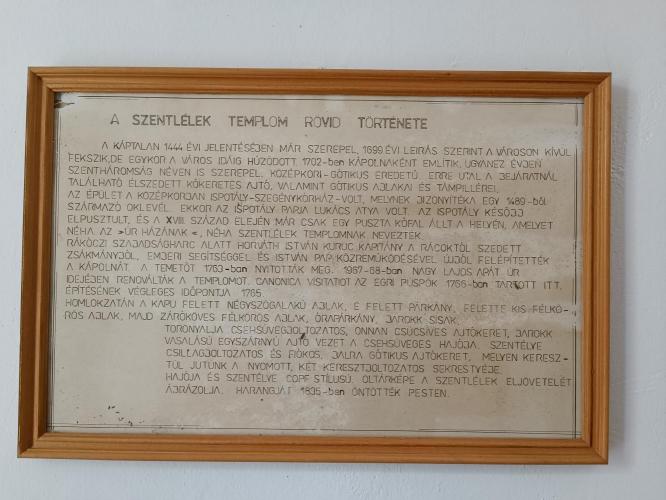 A SZENTLÉLEK TEMPLOM RÖVID TÖRTÉNETE
A KÁPTALAN 1444 ÉVI JELENTÉSÉBEN MÁR SZEREPEL, 1699 ÉVI LEIRÁS SZERINT A VÁROSON KÍVÜL
FEKSZIK, DE EGYKOR A VÁROS IDÁIG HÚZÓDOTT. 1702-ben KÁPOLNAKÉNT EMLÍTIK, UGYANEZ ÉVBEN
SZENTHÁROMSÁG NÉVEN IS SZEREPEL. KÖZÉPKORI-GÓTIKUS EREDETŰ. ERRE UTAL A BEJÁRATNÁL
TALÁLHATÓ ÉLSZEDETT KŐKERETES AJTÓ, VALAMINT GÓTIKUS ABLAKAI ÉS TÁMPILLÉREI.
AZ ÉPÜLET A KÖZÉPKORBAN ISPOTÁLY-SZEGÉNYKÓRHÁZ-VOLT, MELYNEK BIZONYITÉKA EGY 1489-ből
SZÁRMAZÓ OKLEVÉL. EKKOR AZ ISPOTÁLY PAPJA LUKÁCS ATYA VOLT. AZ ISPOTÁLY KÉSŐBB
ELPUSZTULT, ÉS A XVIII. SZÁZAD ELEJÉN MÁR CSAK EGY PUSZTA KŐFAL ÁLLT A HELYÉN, AMELYET
NÉHA AZ >ÚR HÁZÁNAK <, NÉHA SZENTLÉLEK TEMPLOMNAK NEVEZTEK.
RÁKÓCZI SZABADSÁGHARC ALATT HORVÁTH ISTVÁN KURUC KAPITÁNY A RÁCOKTÓL SZEDETT
ZSÁKMÁNYBÓL, EMBERI SEGÍTSÉGGEL ÉS ISTVÁN PAP KÖZREMŰKÖDÉSÉVEL ÚJBÓL FELÉPÍTETTÉK
A KÁPOLNÁT. A TEMETŐT 1763-ban NYITOTTÁK MEG. 1967-68-ban NAGY LAJOS APÁT ÚR
IDEJÉBEN RENOVÁLTÁK A TEMPLOMOT. CANONICA VISITATIOT AZ EGRI PÜSPÖK 1766-ban TARTOTT ITT.
ÉPÍTÉSÉNEK VÉGLEGES IDŐPONTJA 1765.
HOMLOKZATÁN A KAPU FELETT NÉGYSZÖGALAKÚ ABLAK, E FELETT PÁRKÁNY, FELETTE KIS FÉLKÖ-
RÖS ABLAK, MAJD ZÁRÓKÖVES FÉLKÖRÖS ABLAK, ÓRAPÁRKÁNY, BAROKK SISAK.
TORONYALJA CSEHSÜVEGBOLTOZATOS, ONNAN CSÚCSÍVES AJTÓKERET, BAROKK
VASALÁSÚ EGYSZÁRNYÚ AJTÓ VEZET A CSEHSÜVEGES HAJÓBA. SZENTÉLYE
CSILLAGBOLTOZATOS ÉS FIÓKOS, BALRA GÓTIKUS AJTÓKERET, MELYEN KERESZ-
TÜL JUTUNK A NYOMOTT, KÉT KERESZTBOLTOZATOS SEKRESTYÉBE.
HAJÓJA ÉS SZENTÉLYE COPF STÍLUSÚ. OLTÁRKÉPE A SZENTLÉLEK ELJÖVETELÉT
ÁBRÁZOLJA. HARANGJÁT 1835-ben ÖNTÖTTÉK PESTEN.